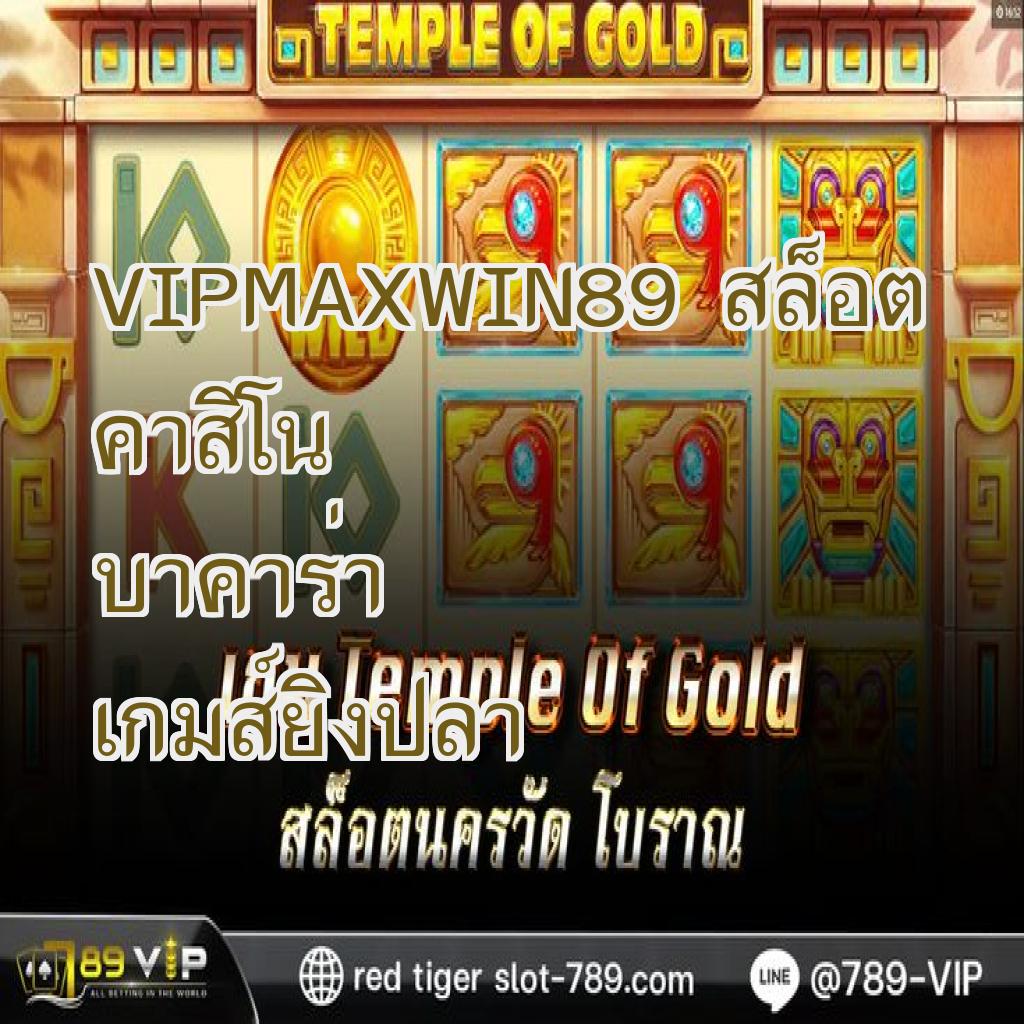 TEMPLE OF GOLD
WILD
VIPMAXWIN89 สล็อต
คาสิโน
บาคาร่า
เกมส์ยิงปลา
Temple Of Gold
สล็อตนครวัด โบราณ
789 VIP
ALL BETTING IN THE WORLD
red tiger slot-789.com
LINE @789-VIP